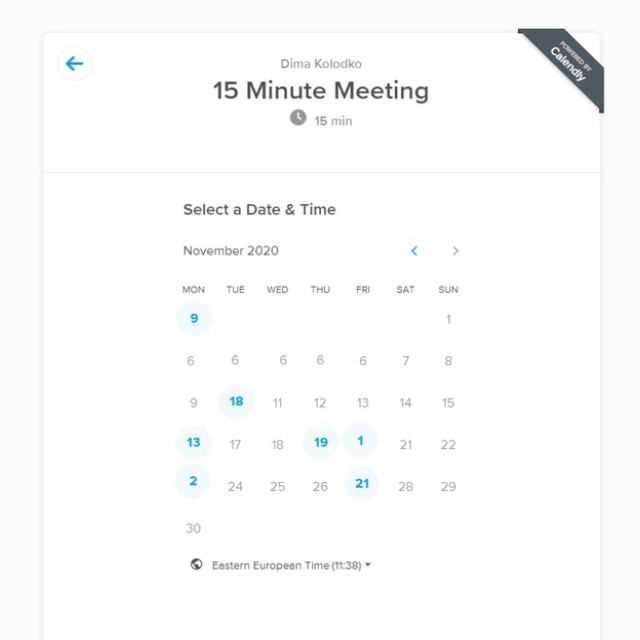 POWERED BY
Calendly
Dima Kolodko
15 Minute Meeting
15 min
Select a Date & Time
November 2020
MON TUE WED THU FRI SAT SUN
9 1
6 6 6 6 6 7 8
9 18 11 12 13 14 15
13 17 18 19 1 21 22
2 24 25 26 21 28 29
30
Eastern European Time (11:38)